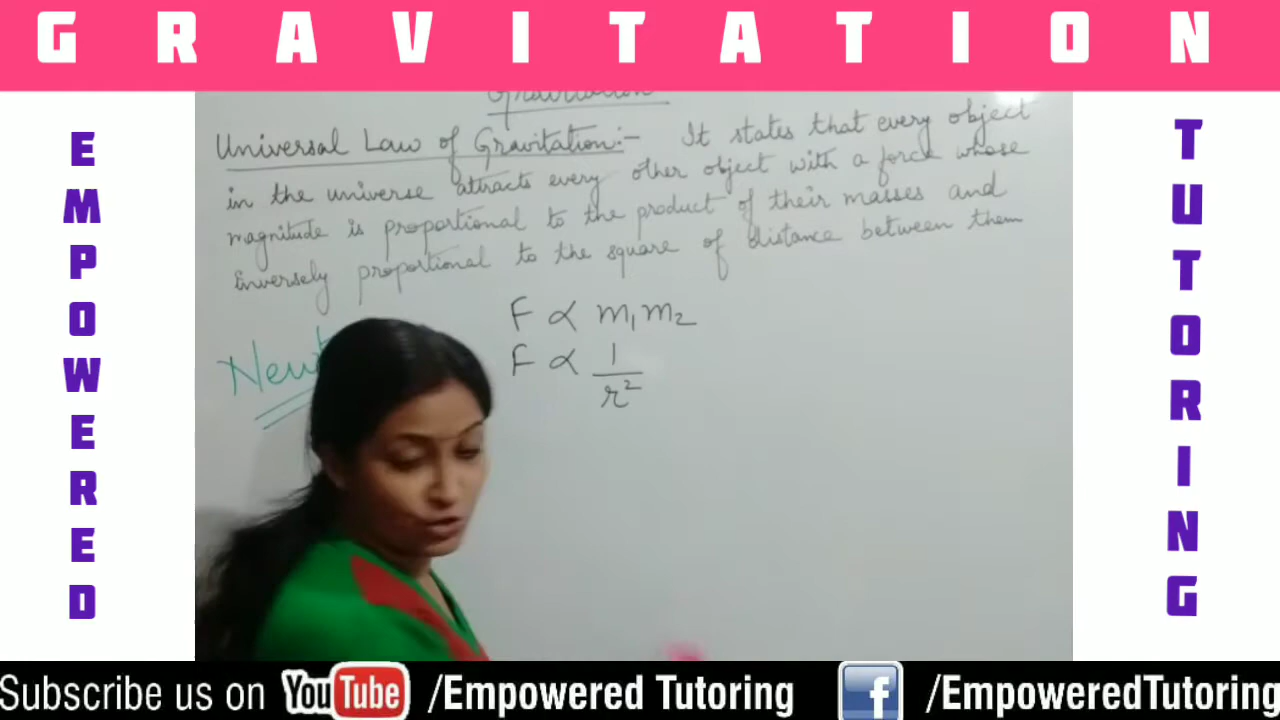 GRAVITATION
EMPOWERED
TUTORING
Gravitation
Universal Law of Gravitation:- It states that every object
in the universe attracts every other object with a force whose
magnitude is proportional to the product of their masses and
inversely proportional to the square of distance between them
F ∝ m₁m₂
F ∝ 1/r²
Subscribe us on YouTube /Empowered Tutoring f /EmpoweredTutoring